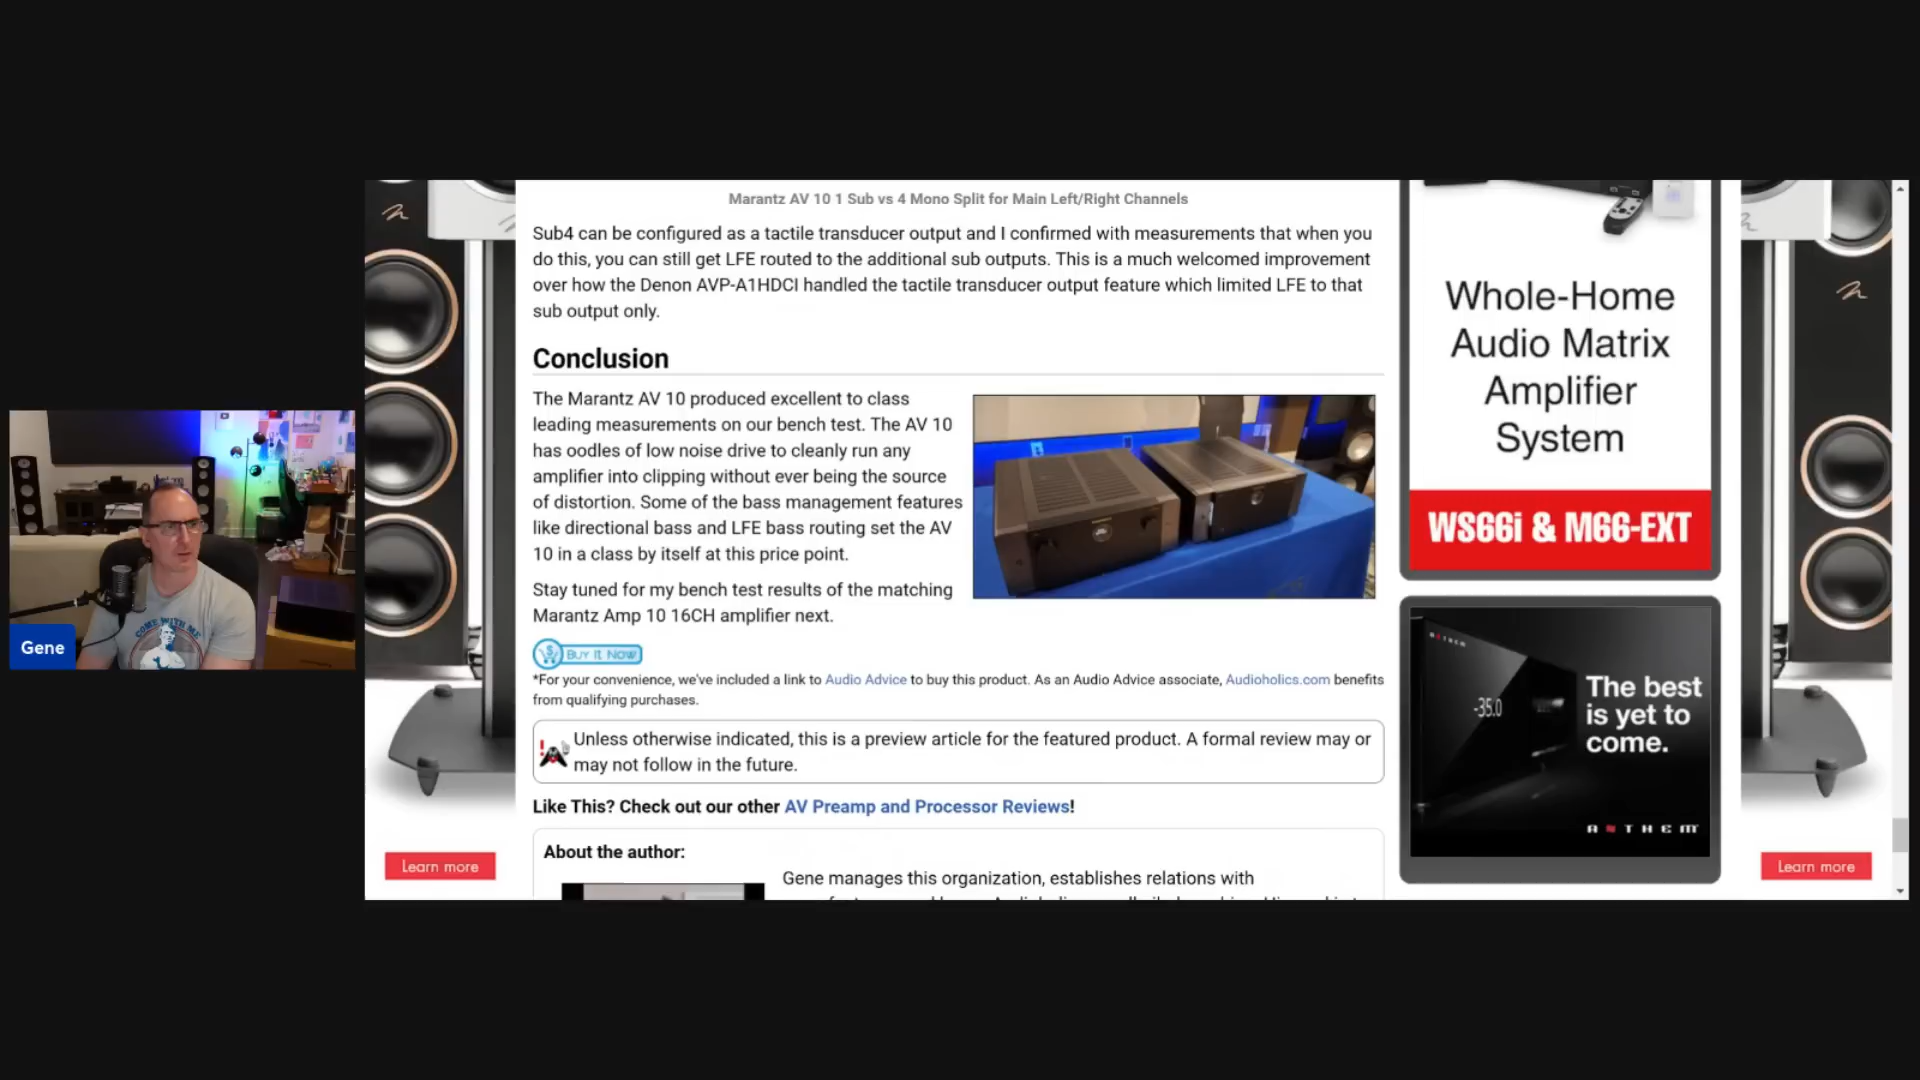 Marantz AV 10 1 Sub vs 4 Mono Split for Main Left/Right Channels
Sub4 can be configured as a tactile transducer output and I confirmed with measurements that when you
do this, you can still get LFE routed to the additional sub outputs. This is a much welcomed improvement
over how the Denon AVP-A1HDCI handled the tactile transducer output feature which limited LFE to that
sub output only.
Conclusion
The Marantz AV 10 produced excellent to class
leading measurements on our bench test. The AV 10
has oodles of low noise drive to cleanly run any
amplifier into clipping without ever being the source
of distortion. Some of the bass management features
like directional bass and LFE bass routing set the AV
10 in a class by itself at this price point.
Stay tuned for my bench test results of the matching
Marantz Amp 10 16CH amplifier next.
BUY IT NOW
*For your convenience, we've included a link to Audio Advice to buy this product. As an Audio Advice associate, Audioholics.com benefits
from qualifying purchases.
Unless otherwise indicated, this is a preview article for the featured product. A formal review may or
may not follow in the future.
Like This? Check out our other AV Preamp and Processor Reviews!
About the author:
Gene manages this organization, establishes relations with
Whole-Home
Audio Matrix
Amplifier
System
WS66i & M66-EXT
ANTHEM
-35.0
The best
is yet to
come.
ANTHEM
Learn more
Learn more
Gene
COME WITH ME